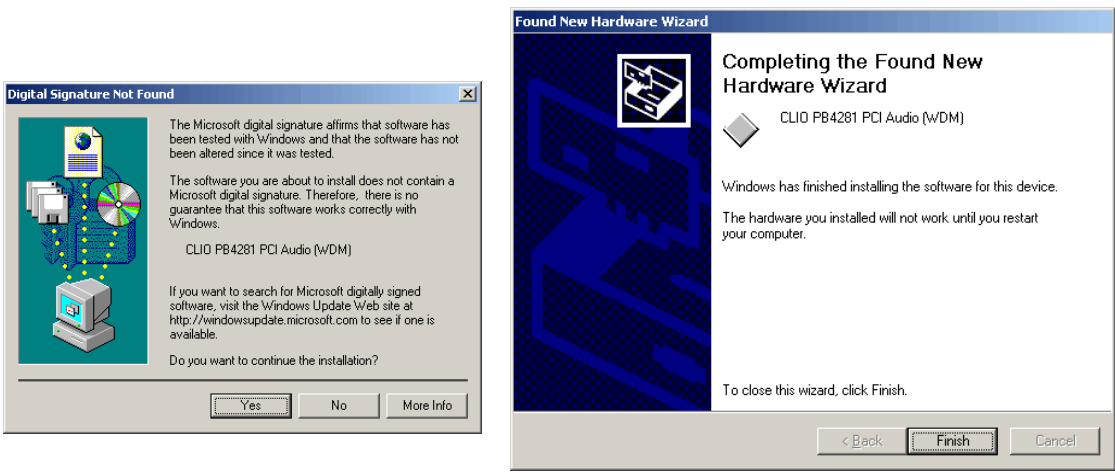 Digital Signature Not Found
The Microsoft digital signature affirms that software has
been tested with Windows and that the software has not
been altered since it was tested.
The software you are about to install does not contain a
Microsoft digital signature. Therefore, there is no
guarantee that this software works correctly with
Windows.
CLIO PB4281 PCI Audio (WDM)
If you want to search for Microsoft digitally signed
software, visit the Windows Update Web site at
http://windowsupdate.microsoft.com to see if one is
available.
Do you want to continue the installation?
Yes No More Info
Found New Hardware Wizard
Completing the Found New
Hardware Wizard
CLIO PB4281 PCI Audio (WDM)
Windows has finished installing the software for this device.
The hardware you installed will not work until you restart
your computer.
To close this wizard, click Finish.
< Back Finish Cancel